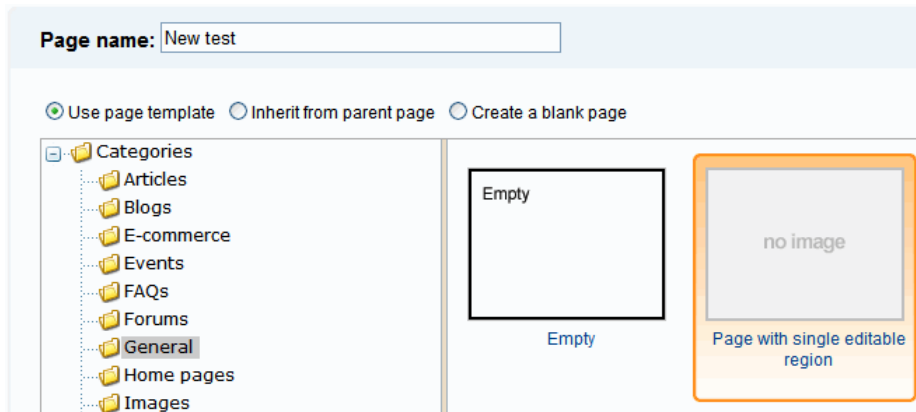 Page name: New test
Use page template Inherit from parent page Create a blank page
Categories
Articles
Blogs
E-commerce
Events
FAQs
Forums
General
Home pages
Images
Empty
Empty
no image
Page with single editable
region